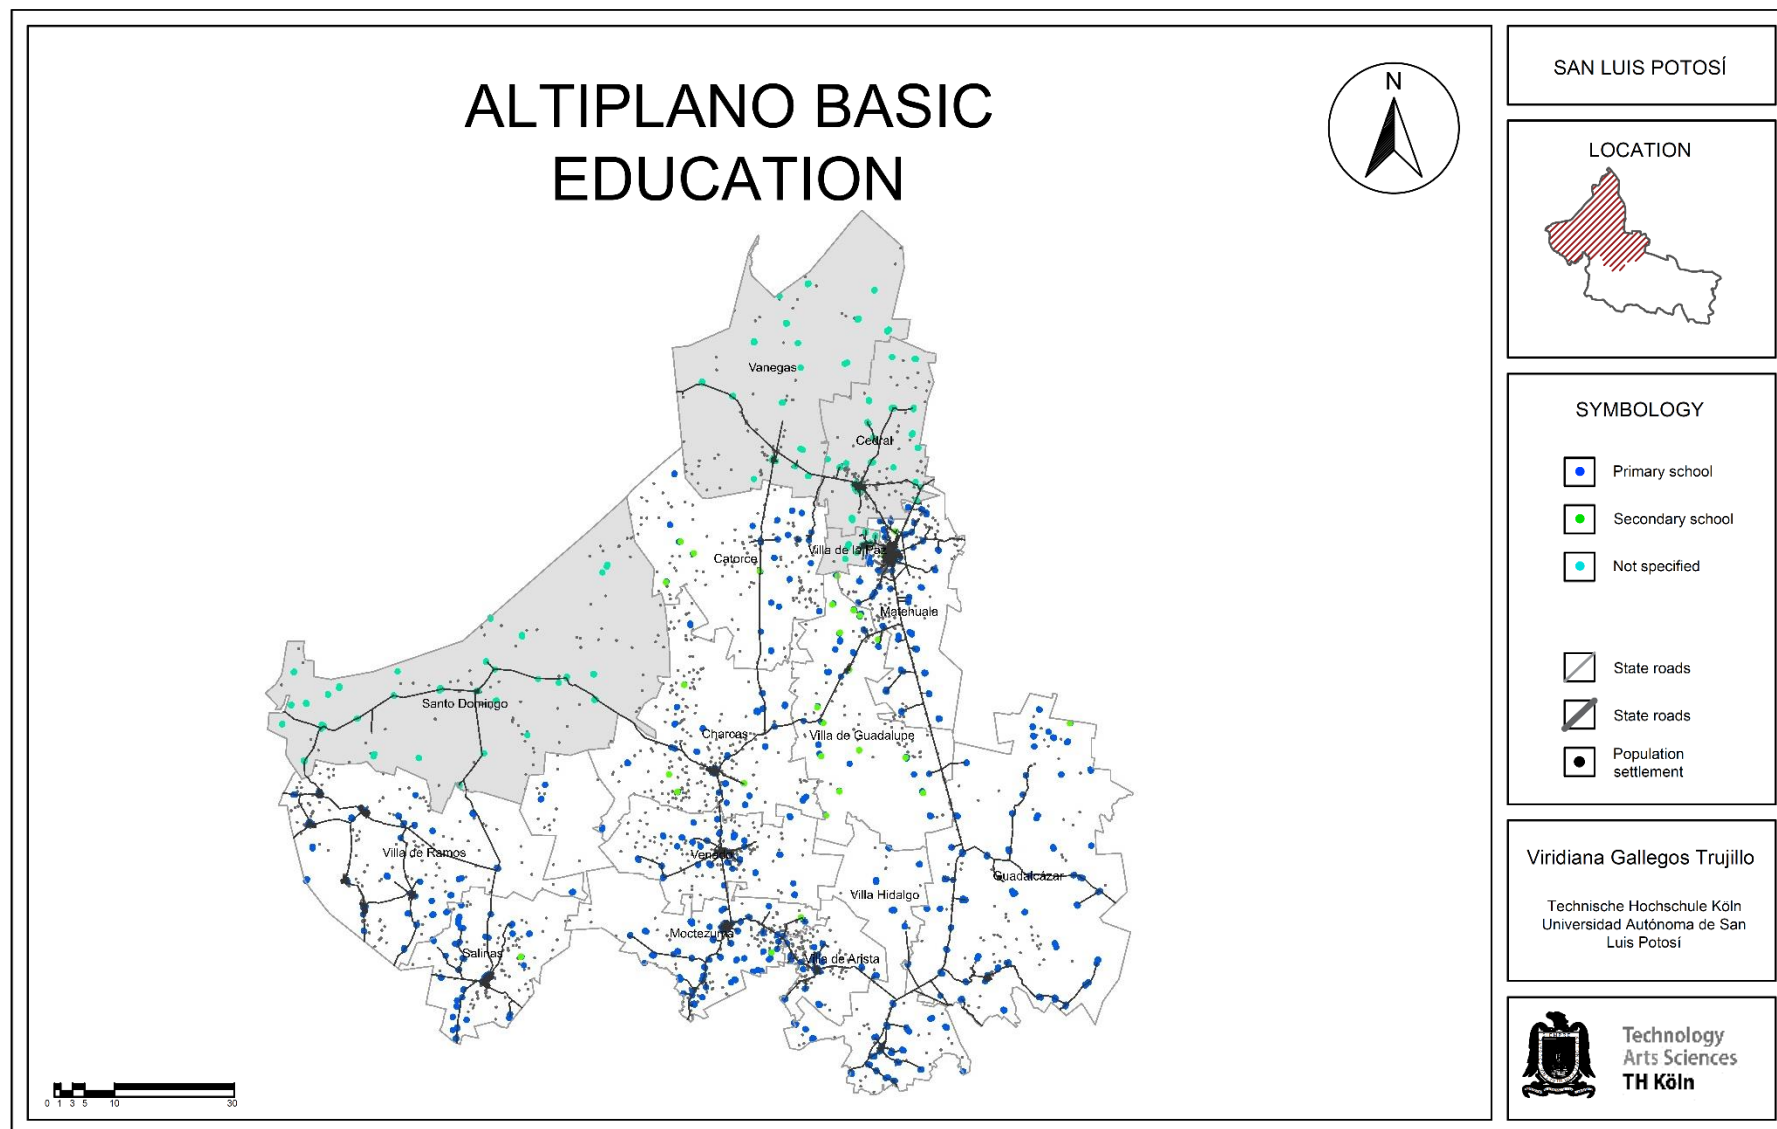 ALTIPLANO BASIC
EDUCATION
N
SAN LUIS POTOSÍ
LOCATION
SYMBOLOGY
Primary school
Secondary school
Not specified
State roads
State roads
Population
settlement
Viridiana Gallegos Trujillo
Technische Hochschule Köln
Universidad Autónoma de San
Luis Potosí
Technology
Arts Sciences
TH Köln
Vanegas
Cedral
Villa de la Paz
Catorce
Matehuala
Santo Domingo
Charcas
Villa de Guadalupe
Villa de Ramos
Venado
Guadalcázar
Villa Hidalgo
Moctezuma
Salinas
Villa de Arista
0 1 3 5 10 30